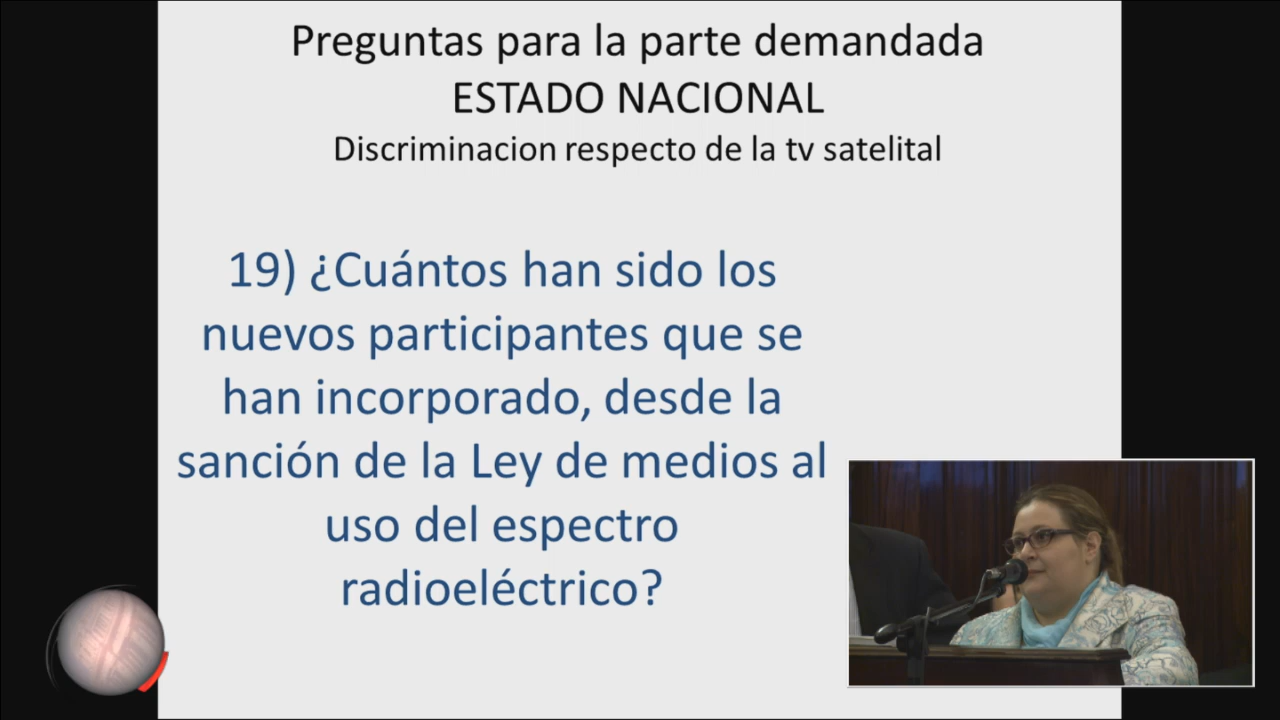 Preguntas para la parte demandada
ESTADO NACIONAL
Discriminacion respecto de la tv satelital
19) ¿Cuántos han sido los
nuevos participantes que se
han incorporado, desde la
sanción de la Ley de medios al
uso del espectro
radioeléctrico?